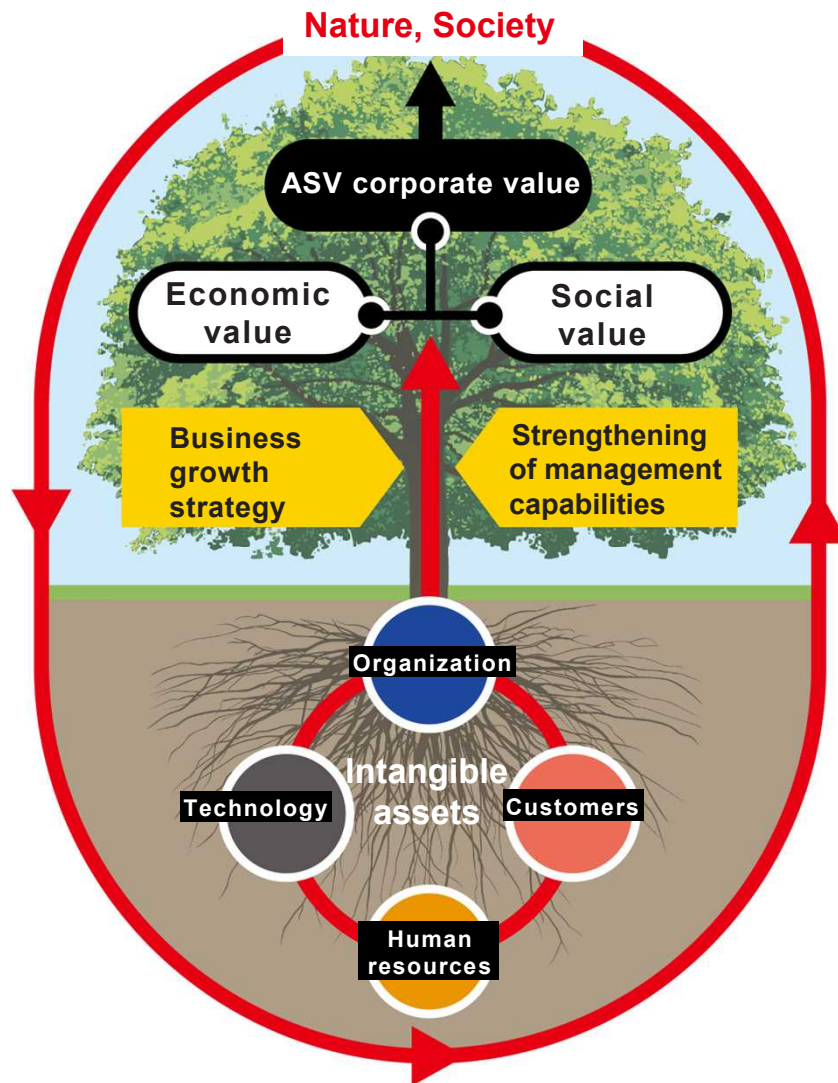 Nature, Society
ASV corporate value
Economic
value
Social
value
Business
growth
strategy
Strengthening
of management
capabilities
Organization
Intangible
assets
Technology
Customers
Human
resources